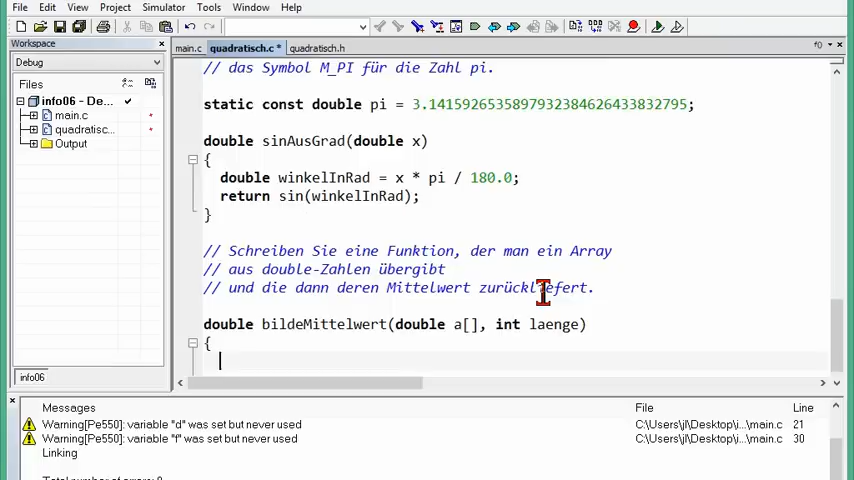 File Edit View Project Simulator Tools Window Help
Workspace
main.c quadratisch.c * quadratisch.h
f0
Debug
Files
info06 - De...
main.c
quadratisc...
Output
info06
// das Symbol M_PI für die Zahl pi.
static const double pi = 3.1415926535897932384626433832795;
double sinAusGrad(double x)
{
double winkelInRad = x * pi / 180.0;
return sin(winkelInRad);
}
// Schreiben Sie eine Funktion, der man ein Array
// aus double-Zahlen übergibt
// und die dann deren Mittelwert zurückliefert.
double bildeMittelwert(double a[], int laenge)
{
Messages File Line
Warning[Pe550]: variable "d" was set but never used C:\Users\jl\Desktop\i...\main.c 21
Warning[Pe550]: variable "f" was set but never used C:\Users\jl\Desktop\i...\main.c 30
Linking